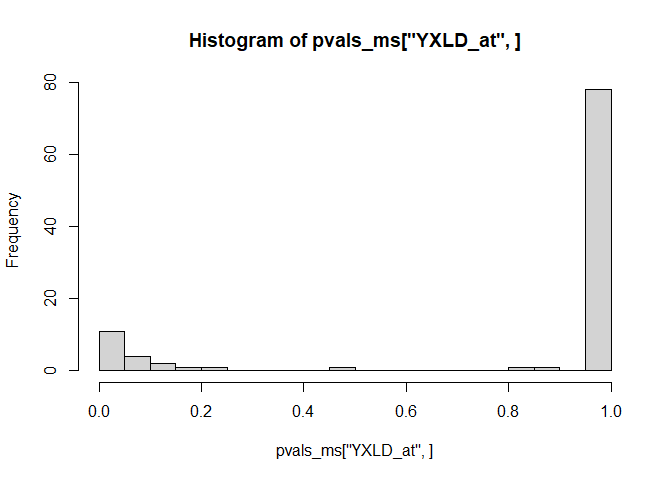 Histogram of pvals_ms["YXLD_at", ]
Frequency
80
60
40
20
0
0.0 0.2 0.4 0.6 0.8 1.0
pvals_ms["YXLD_at", ]